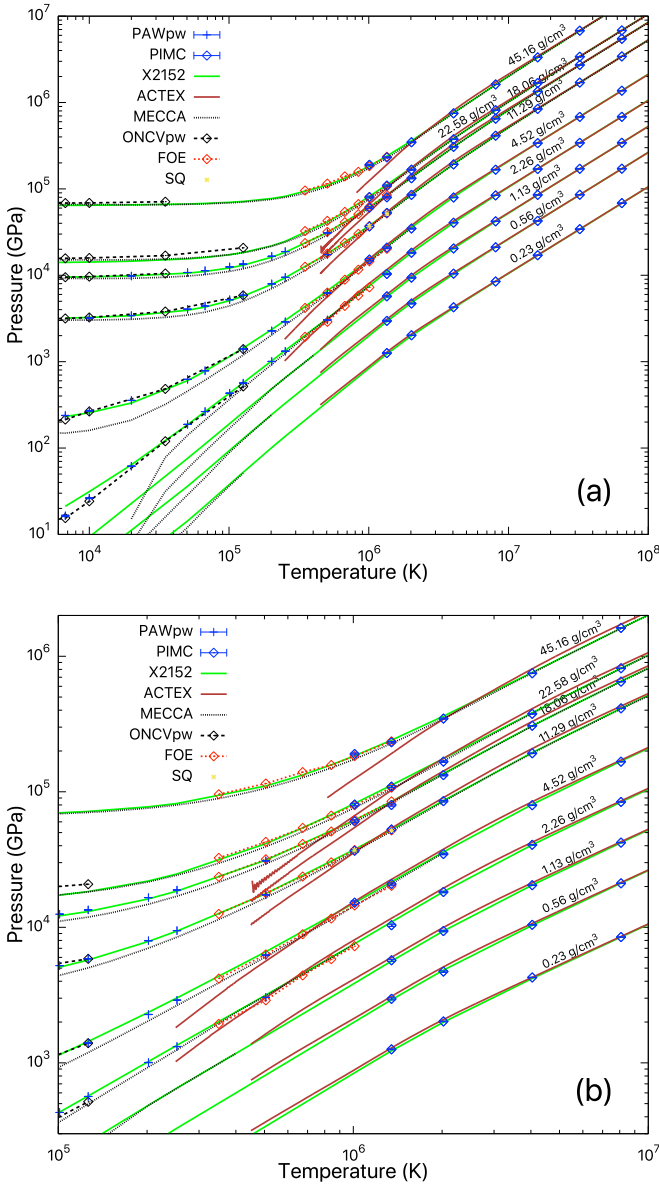 10⁷
10⁶
10⁵
10⁴
10³
10²
10¹
Pressure (GPa)
PAWpw
PIMC
X2152
ACTEX
MECCA
ONCVpw
FOE
SQ
45.16 g/cm³
18.06 g/cm³
22.58 g/cm³
11.29 g/cm³
4.52 g/cm³
2.26 g/cm³
1.13 g/cm³
0.56 g/cm³
0.23 g/cm³
(a)
10⁴ 10⁵ 10⁶ 10⁷ 10⁸
Temperature (K)
10⁶
10⁵
10⁴
10³
Pressure (GPa)
PAWpw
PIMC
X2152
ACTEX
MECCA
ONCVpw
FOE
SQ
45.16 g/cm³
22.58 g/cm³
18.06 g/cm³
11.29 g/cm³
4.52 g/cm³
2.26 g/cm³
1.13 g/cm³
0.56 g/cm³
0.23 g/cm³
(b)
10⁵ 10⁶ 10⁷
Temperature (K)